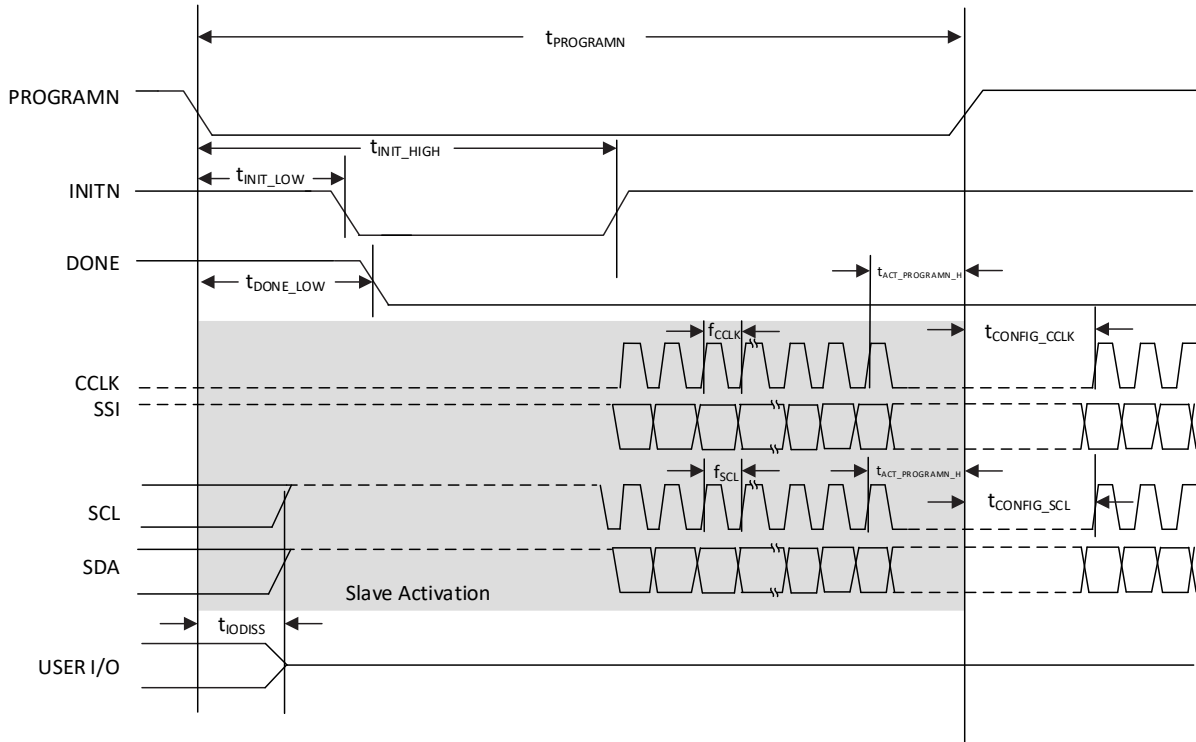 tPROGRAMN
PROGRAMN
tINIT_HIGH
tINIT_LOW
INITN
DONE
tDONE_LOW
tACT_PROGRAMN_H
fCCLK
tCONFIG_CCLK
CCLK
SSI
fSCL
tACT_PROGRAMN_H
tCONFIG_SCL
SCL
SDA
Slave Activation
tIODISS
USER I/O